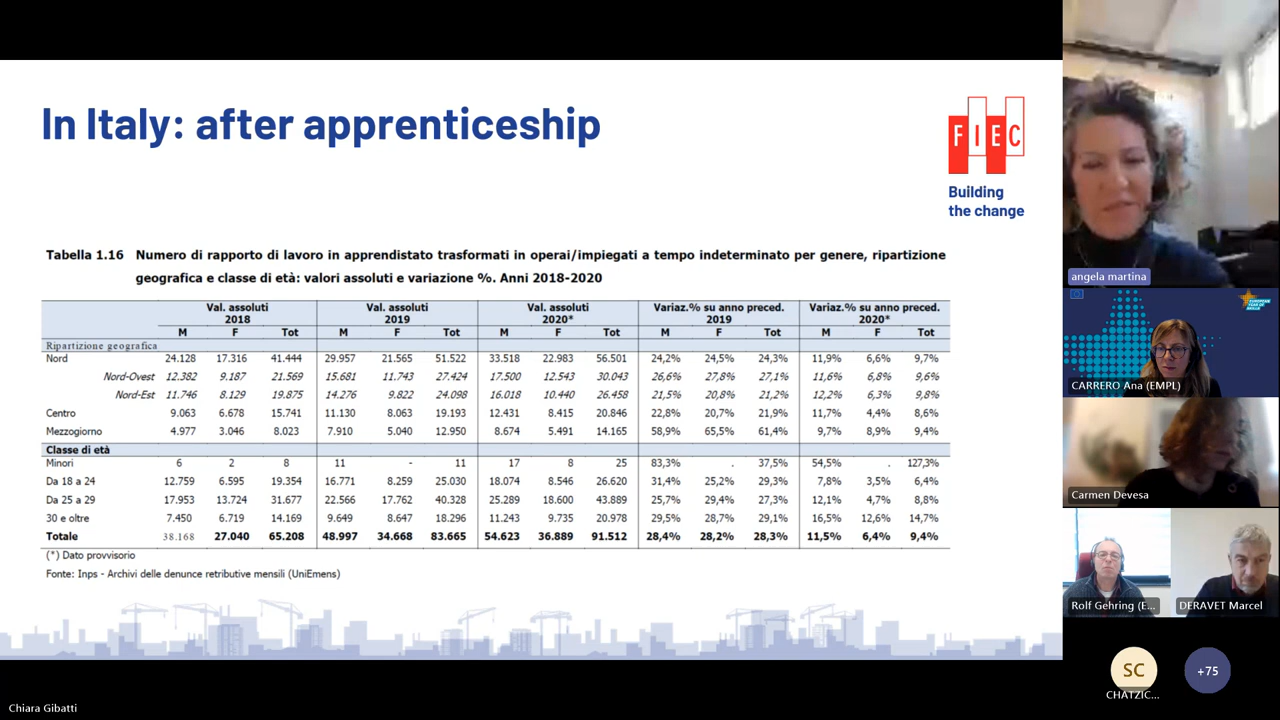 In Italy: after apprenticeship
FIEC
Building
the change
Tabella 1.16 Numero di rapporto di lavoro in apprendistato trasformati in operai/impiegati a tempo indeterminato per genere, ripartizione
geografica e classe di età: valori assoluti e variazione %. Anni 2018-2020
Val. assoluti Val. assoluti Val. assoluti Variaz.% su anno preced. Variaz.% su anno preced.
2018 2019 2020* 2019 2020*
M F Tot M F Tot M F Tot M F Tot M F Tot
Ripartizione geografica
Nord 24.128 17.316 41.444 29.957 21.565 51.522 33.518 22.983 56.501 24,2% 24,5% 24,3% 11,9% 6,6% 9,7%
Nord-Ovest 12.382 9.187 21.569 15.681 11.743 27.424 17.500 12.543 30.043 26,6% 27,8% 27,1% 11,6% 6,8% 9,6%
Nord-Est 11.746 8.129 19.875 14.276 9.822 24.098 16.018 10.440 26.458 21,5% 20,8% 21,2% 12,2% 6,3% 9,8%
Centro 9.063 6.678 15.741 11.130 8.063 19.193 12.431 8.415 20.846 22,8% 20,7% 21,9% 11,7% 4,4% 8,6%
Mezzogiorno 4.977 3.046 8.023 7.910 5.040 12.950 8.674 5.491 14.165 58,9% 65,5% 61,4% 9,7% 8,9% 9,4%
Classe di età
Minori 6 2 8 11 - 11 17 8 25 83,3% . 37,5% 54,5% . 127,3%
Da 18 a 24 12.759 6.595 19.354 16.771 8.259 25.030 18.074 8.546 26.620 31,4% 25,2% 29,3% 7,8% 3,5% 6,4%
Da 25 a 29 17.953 13.724 31.677 22.566 17.762 40.328 25.289 18.600 43.889 25,7% 29,4% 27,3% 12,1% 4,7% 8,8%
30 e oltre 7.450 6.719 14.169 9.649 8.647 18.296 11.243 9.735 20.978 29,5% 28,7% 29,1% 16,5% 12,6% 14,7%
Totale 38.168 27.040 65.208 48.997 34.668 83.665 54.623 36.889 91.512 28,4% 28,2% 28,3% 11,5% 6,4% 9,4%
(*) Dato provvisorio
Fonte: Inps - Archivi delle denunce retributive mensili (UniEmens)
angela martina
EUROPEAN
YEAR OF
SKILLS
CARRERO Ana (EMPL)
Carmen Devesa
Rolf Gehring (E...
DERAVET Marcel
SC
CHATZIC...
+75
Chiara Gibatti